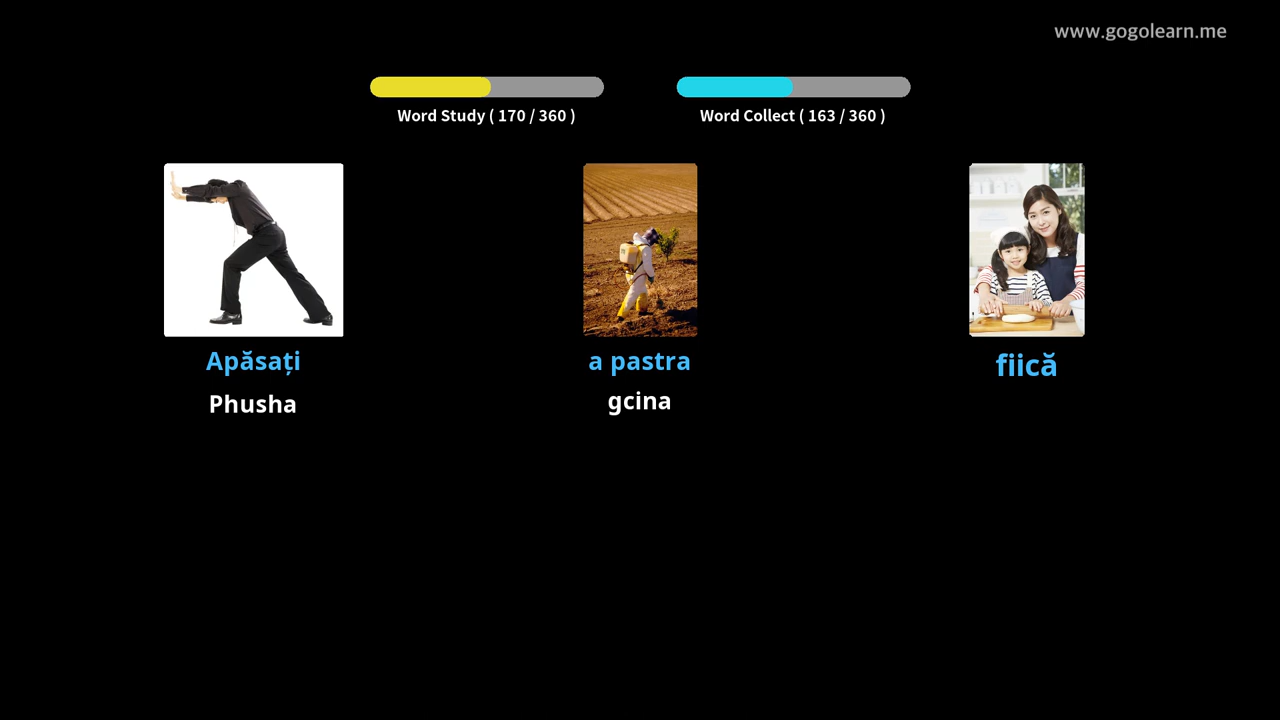 www.gogolearn.me
Word Study ( 170 / 360 )
Word Collect ( 163 / 360 )
Apăsați
Phusha
a pastra
gcina
fiică